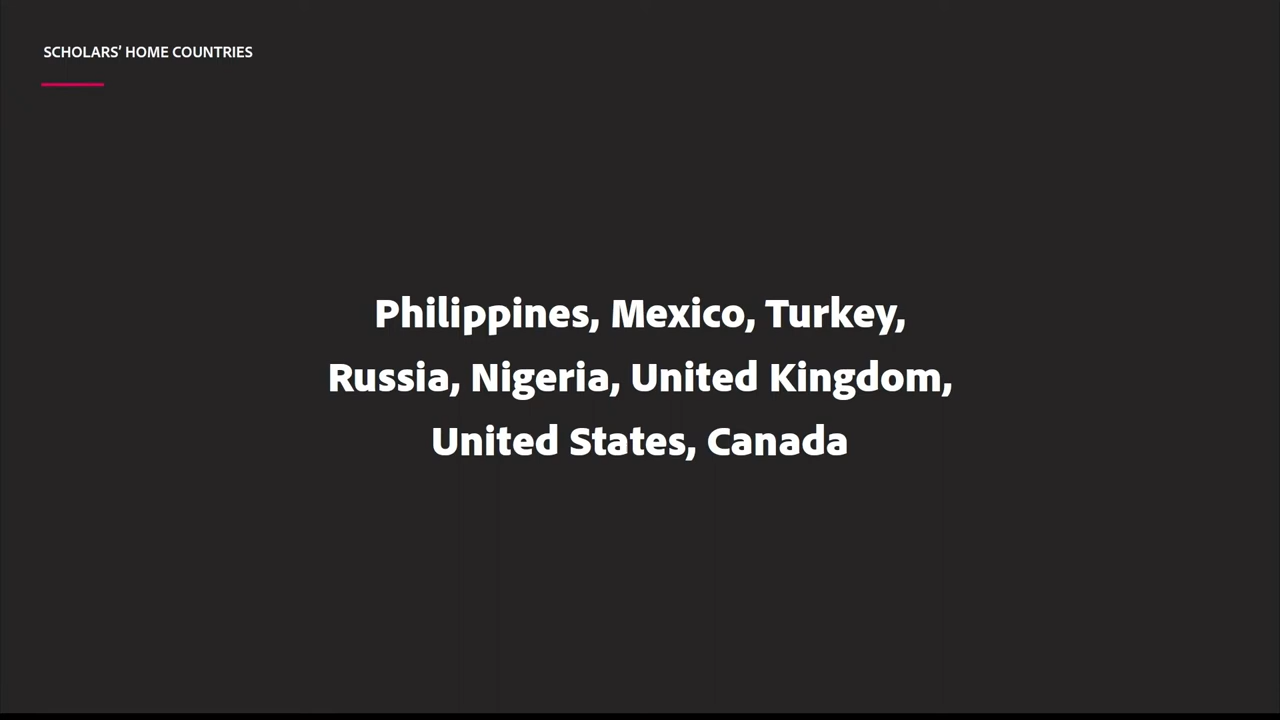 SCHOLARS’ HOME COUNTRIES
Philippines, Mexico, Turkey,
Russia, Nigeria, United Kingdom,
United States, Canada